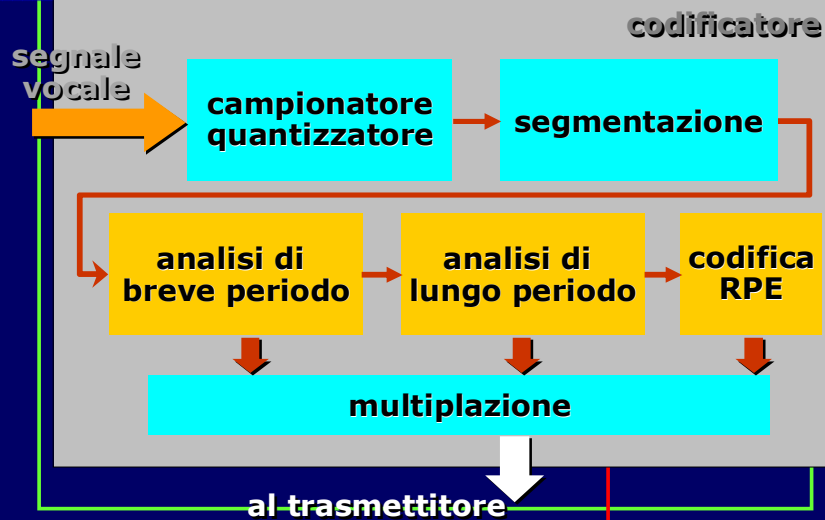 codificatore
segnale
vocale
campionatore
quantizzatore
segmentazione
analisi di
breve periodo
analisi di
lungo periodo
codifica
RPE
multiplazione
al trasmettitore